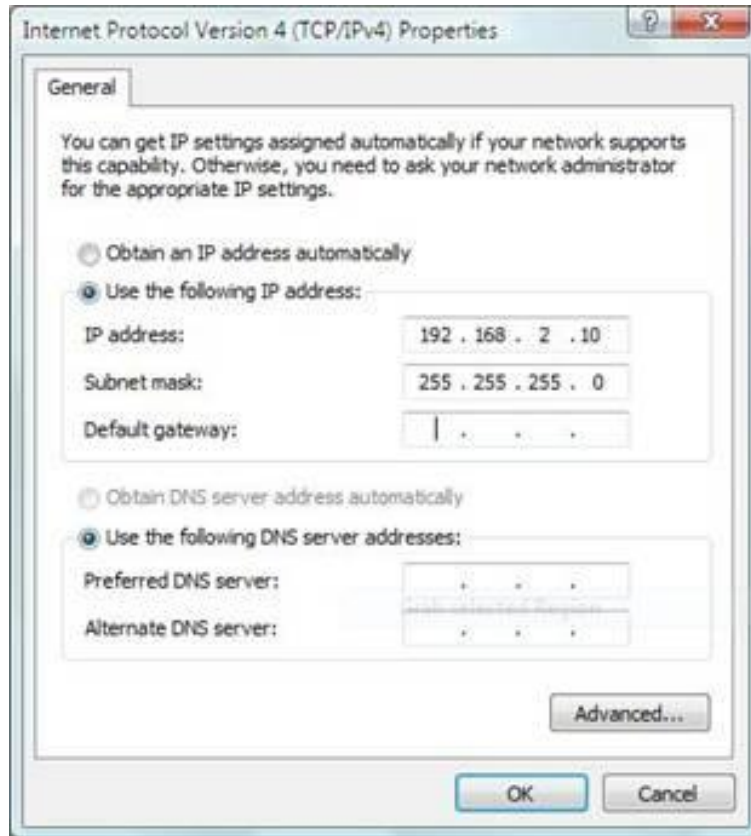 Internet Protocol Version 4 (TCP/IPv4) Properties
General
You can get IP settings assigned automatically if your network supports
this capability. Otherwise, you need to ask your network administrator
for the appropriate IP settings.
Obtain an IP address automatically
Use the following IP address:
IP address: 192 . 168 . 2 . 10
Subnet mask: 255 . 255 . 255 . 0
Default gateway: . . .
Obtain DNS server address automatically
Use the following DNS server addresses:
Preferred DNS server: . . .
Alternate DNS server: . . .
Advanced...
OK Cancel